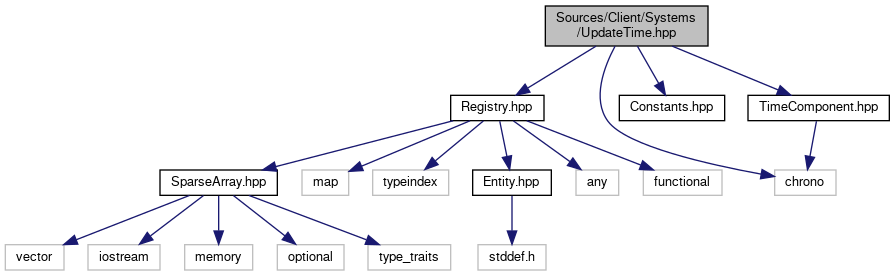 Sources/Client/Systems
/UpdateTime.hpp
Registry.hpp
Constants.hpp
TimeComponent.hpp
SparseArray.hpp
map
typeindex
Entity.hpp
any
functional
chrono
vector
iostream
memory
optional
type_traits
stddef.h